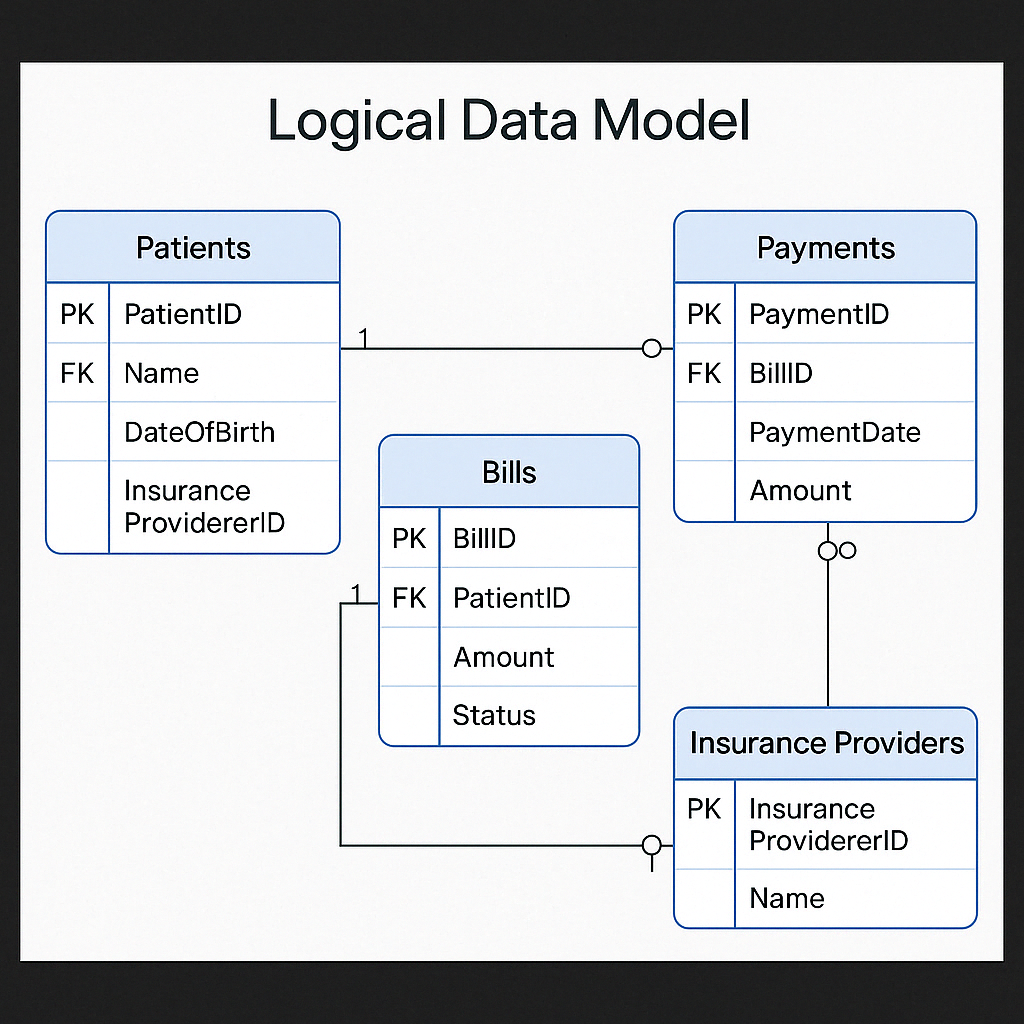 Logical Data Model
Patients
PK PatientID
FK Name
DateOfBirth
Insurance
ProvidererID
1
Payments
PK PaymentID
FK BillID
PaymentDate
Amount
Bills
PK BillID
FK PatientID
Amount
Status
1
Insurance Providers
PK Insurance
ProvidererID
Name